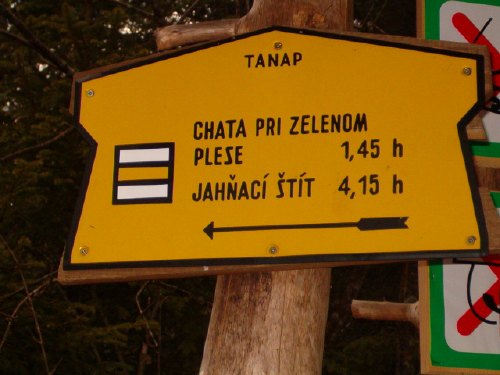 TANAP
CHATA PRI ZELENOM
PLESE 1,45 h
JAHŇACÍ ŠTÍT 4,15 h